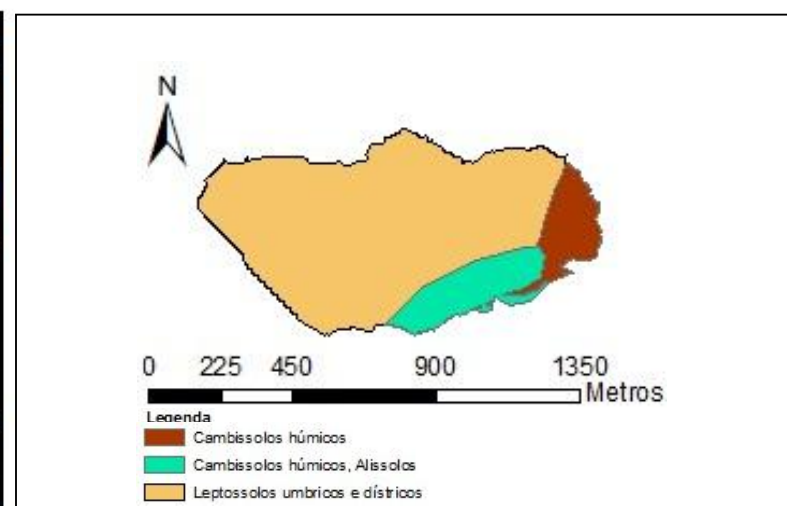 N
0 225 450 900 1350
Metros
Legenda
Cambissolos húmicos
Cambissolos húmicos, Alissolos
Leptossolos umbricos e dístricos